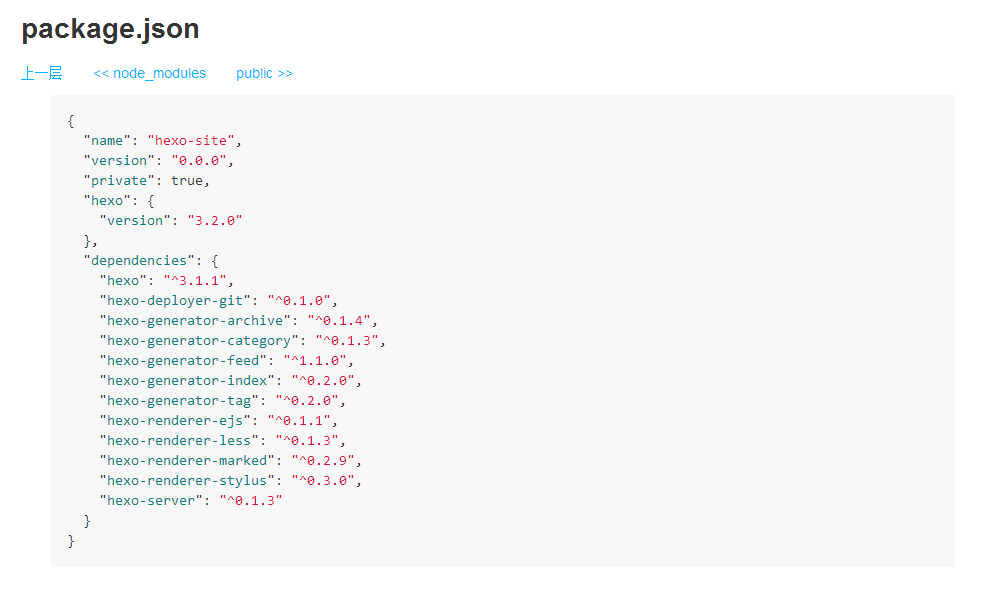 package.json
上一层 << node_modules public >>
{
  "name": "hexo-site",
  "version": "0.0.0",
  "private": true,
  "hexo": {
    "version": "3.2.0"
  },
  "dependencies": {
    "hexo": "^3.1.1",
    "hexo-deployer-git": "^0.1.0",
    "hexo-generator-archive": "^0.1.4",
    "hexo-generator-category": "^0.1.3",
    "hexo-generator-feed": "^1.1.0",
    "hexo-generator-index": "^0.2.0",
    "hexo-generator-tag": "^0.2.0",
    "hexo-renderer-ejs": "^0.1.1",
    "hexo-renderer-less": "^0.1.3",
    "hexo-renderer-marked": "^0.2.9",
    "hexo-renderer-stylus": "^0.3.0",
    "hexo-server": "^0.1.3"
  }
}